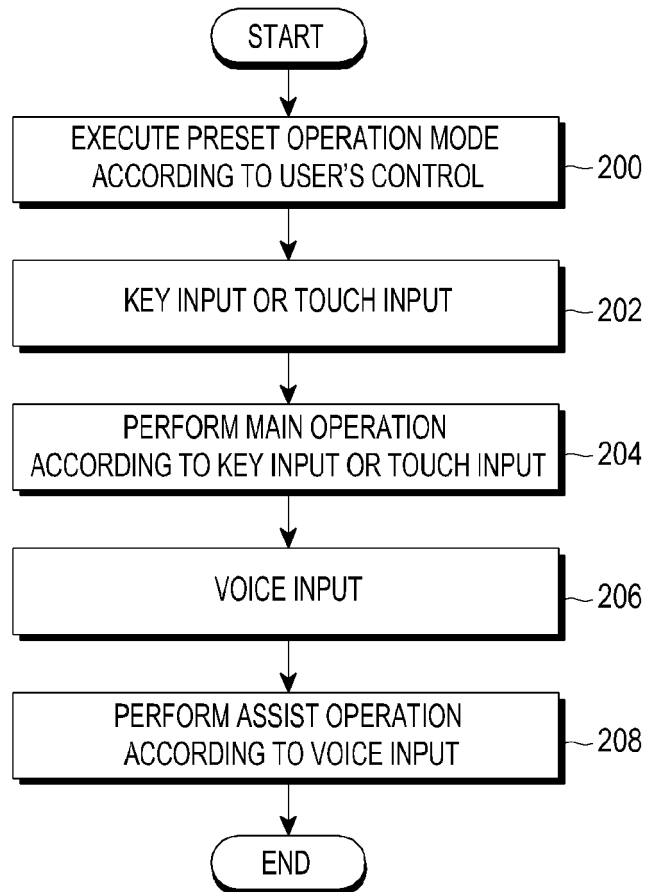 START
EXECUTE PRESET OPERATION MODE
ACCORDING TO USER'S CONTROL
200
KEY INPUT OR TOUCH INPUT
202
PERFORM MAIN OPERATION
ACCORDING TO KEY INPUT OR TOUCH INPUT
204
VOICE INPUT
206
PERFORM ASSIST OPERATION
ACCORDING TO VOICE INPUT
208
END